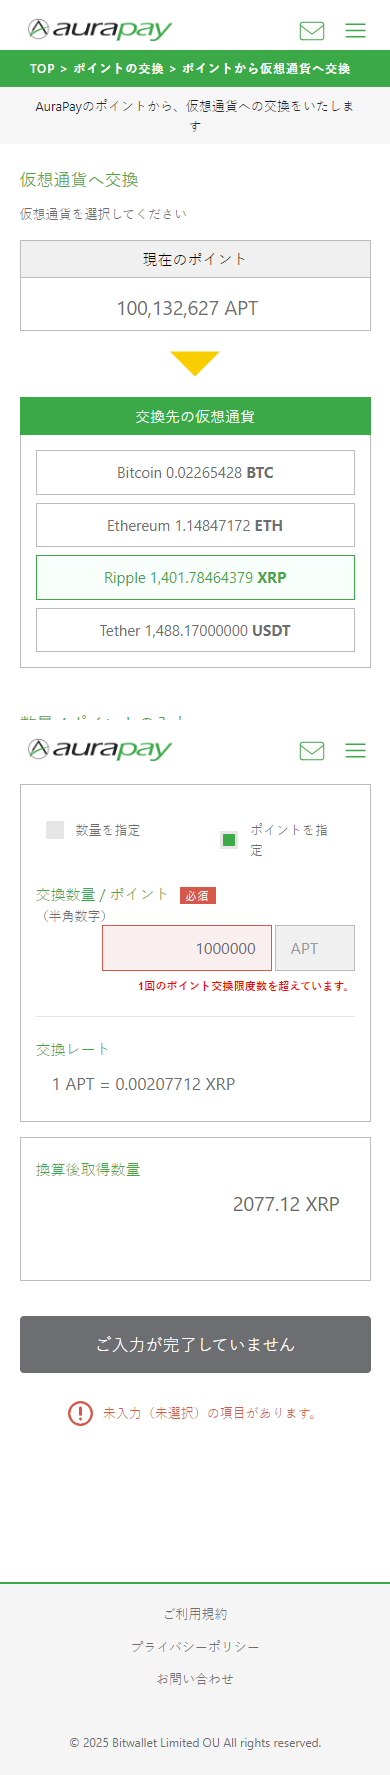 aurapay
TOP > ポイントの交換 > ポイントから仮想通貨へ交換
AuraPayのポイントから、仮想通貨への交換をいたしま
す
仮想通貨へ交換
仮想通貨を選択してください
現在のポイント
100,132,627 APT
交換先の仮想通貨
Bitcoin 0.02265428 BTC
Ethereum 1.14847172 ETH
Ripple 1,401.78464379 XRP
Tether 1,488.17000000 USDT
数量 / ポイントの入力
aurapay
数量を指定
ポイントを指
定
交換数量 / ポイント 必須
（半角数字）
1000000 APT
1回のポイント交換限度数を超えています。
交換レート
1 APT = 0.00207712 XRP
換算後取得数量
2077.12 XRP
ご入力が完了していません
未入力（未選択）の項目があります。
ご利用規約
プライバシーポリシー
お問い合わせ
© 2025 Bitwallet Limited OU All rights reserved.